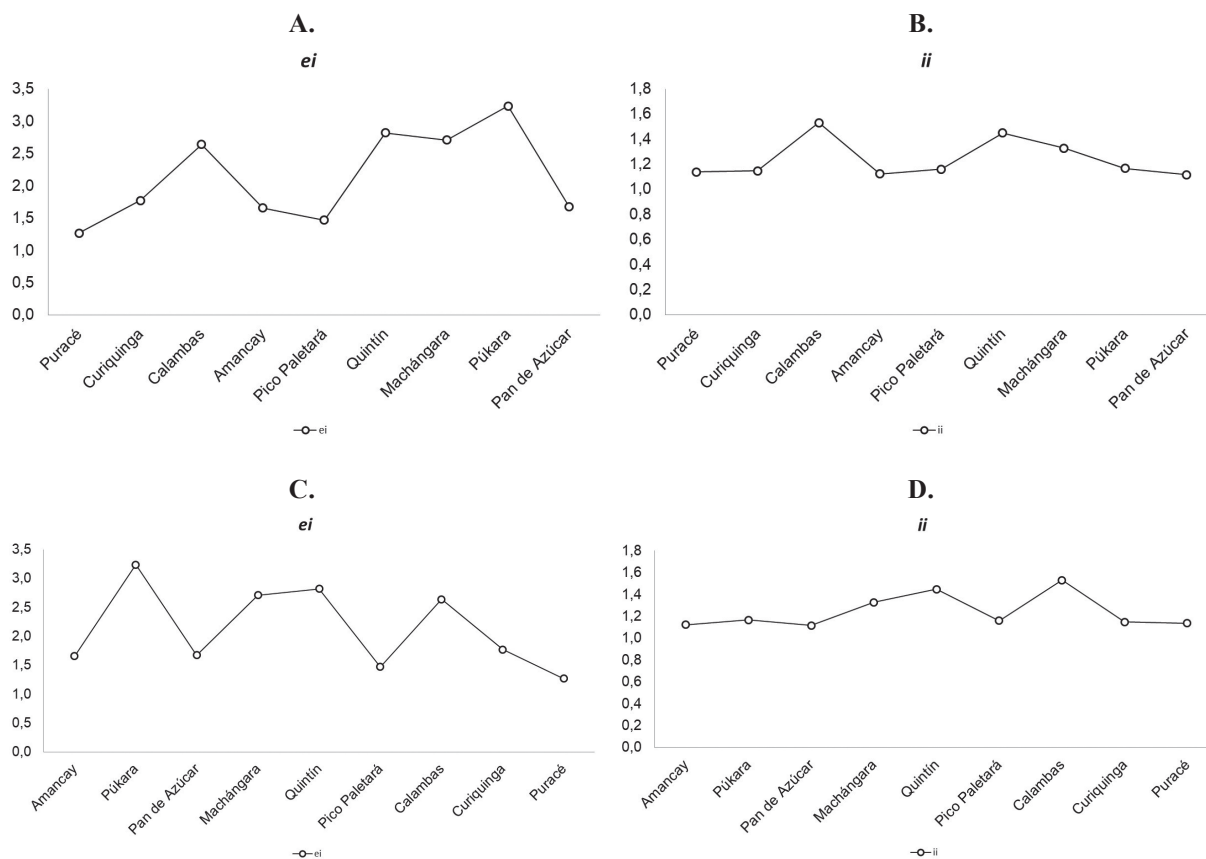 A.
ei
3,5
3,0
2,5
2,0
1,5
1,0
0,5
0,0
Puracé
Curiquinga
Calambas
Amancay
Pico Paletará
Quintín
Machángara
Púkara
Pan de Azúcar
ei
B.
ii
1,8
1,6
1,4
1,2
1,0
0,8
0,6
0,4
0,2
0,0
Puracé
Curiquinga
Calambas
Amancay
Pico Paletará
Quintín
Machángara
Púkara
Pan de Azúcar
ii
C.
ei
3,5
3,0
2,5
2,0
1,5
1,0
0,5
0,0
Amancay
Púkara
Pan de Azúcar
Machángara
Quintín
Pico Paletará
Calambas
Curiquinga
Puracé
ei
D.
ii
1,8
1,6
1,4
1,2
1,0
0,8
0,6
0,4
0,2
0,0
Amancay
Púkara
Pan de Azúcar
Machángara
Quintín
Pico Paletará
Calambas
Curiquinga
Puracé
ii